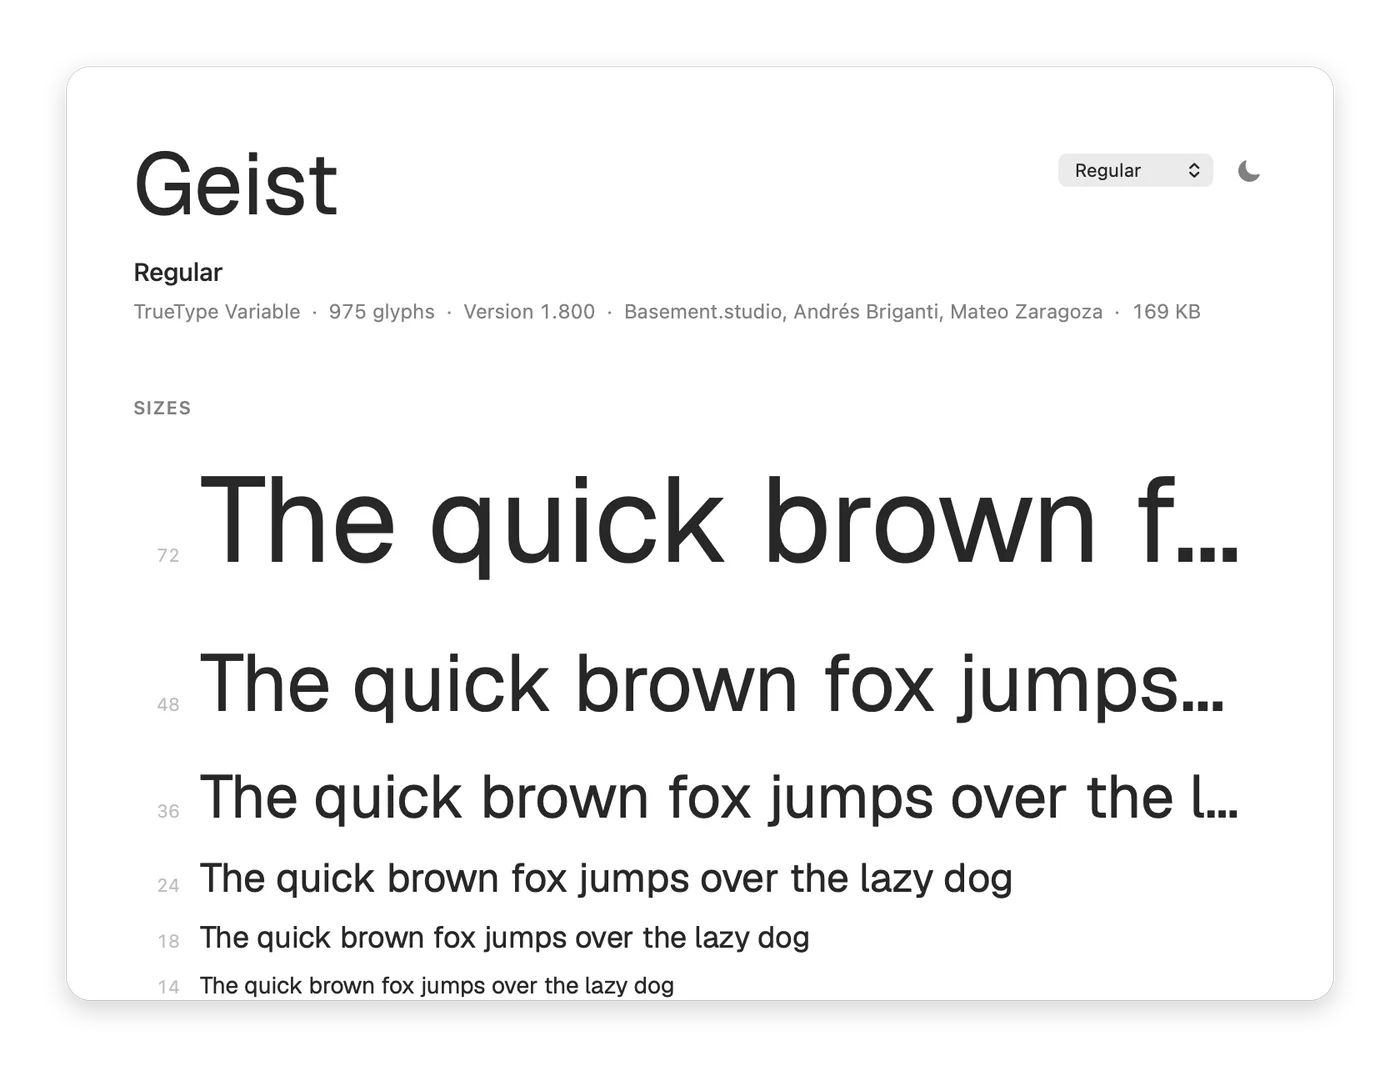 Geist
Regular
Regular
TrueType Variable · 975 glyphs · Version 1.800 · Basement.studio, Andrés Briganti, Mateo Zaragoza · 169 KB
SIZES
72 The quick brown f...
48 The quick brown fox jumps...
36 The quick brown fox jumps over the l...
24 The quick brown fox jumps over the lazy dog
18 The quick brown fox jumps over the lazy dog
14 The quick brown fox jumps over the lazy dog